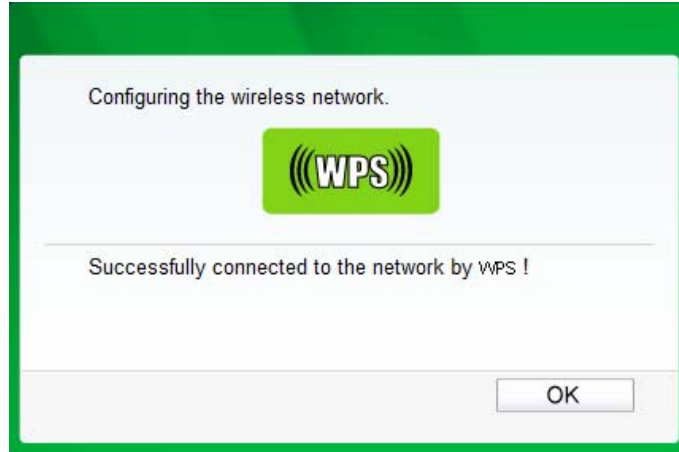 Configuring the wireless network.
(((WPS)))
Successfully connected to the network by WPS !
OK